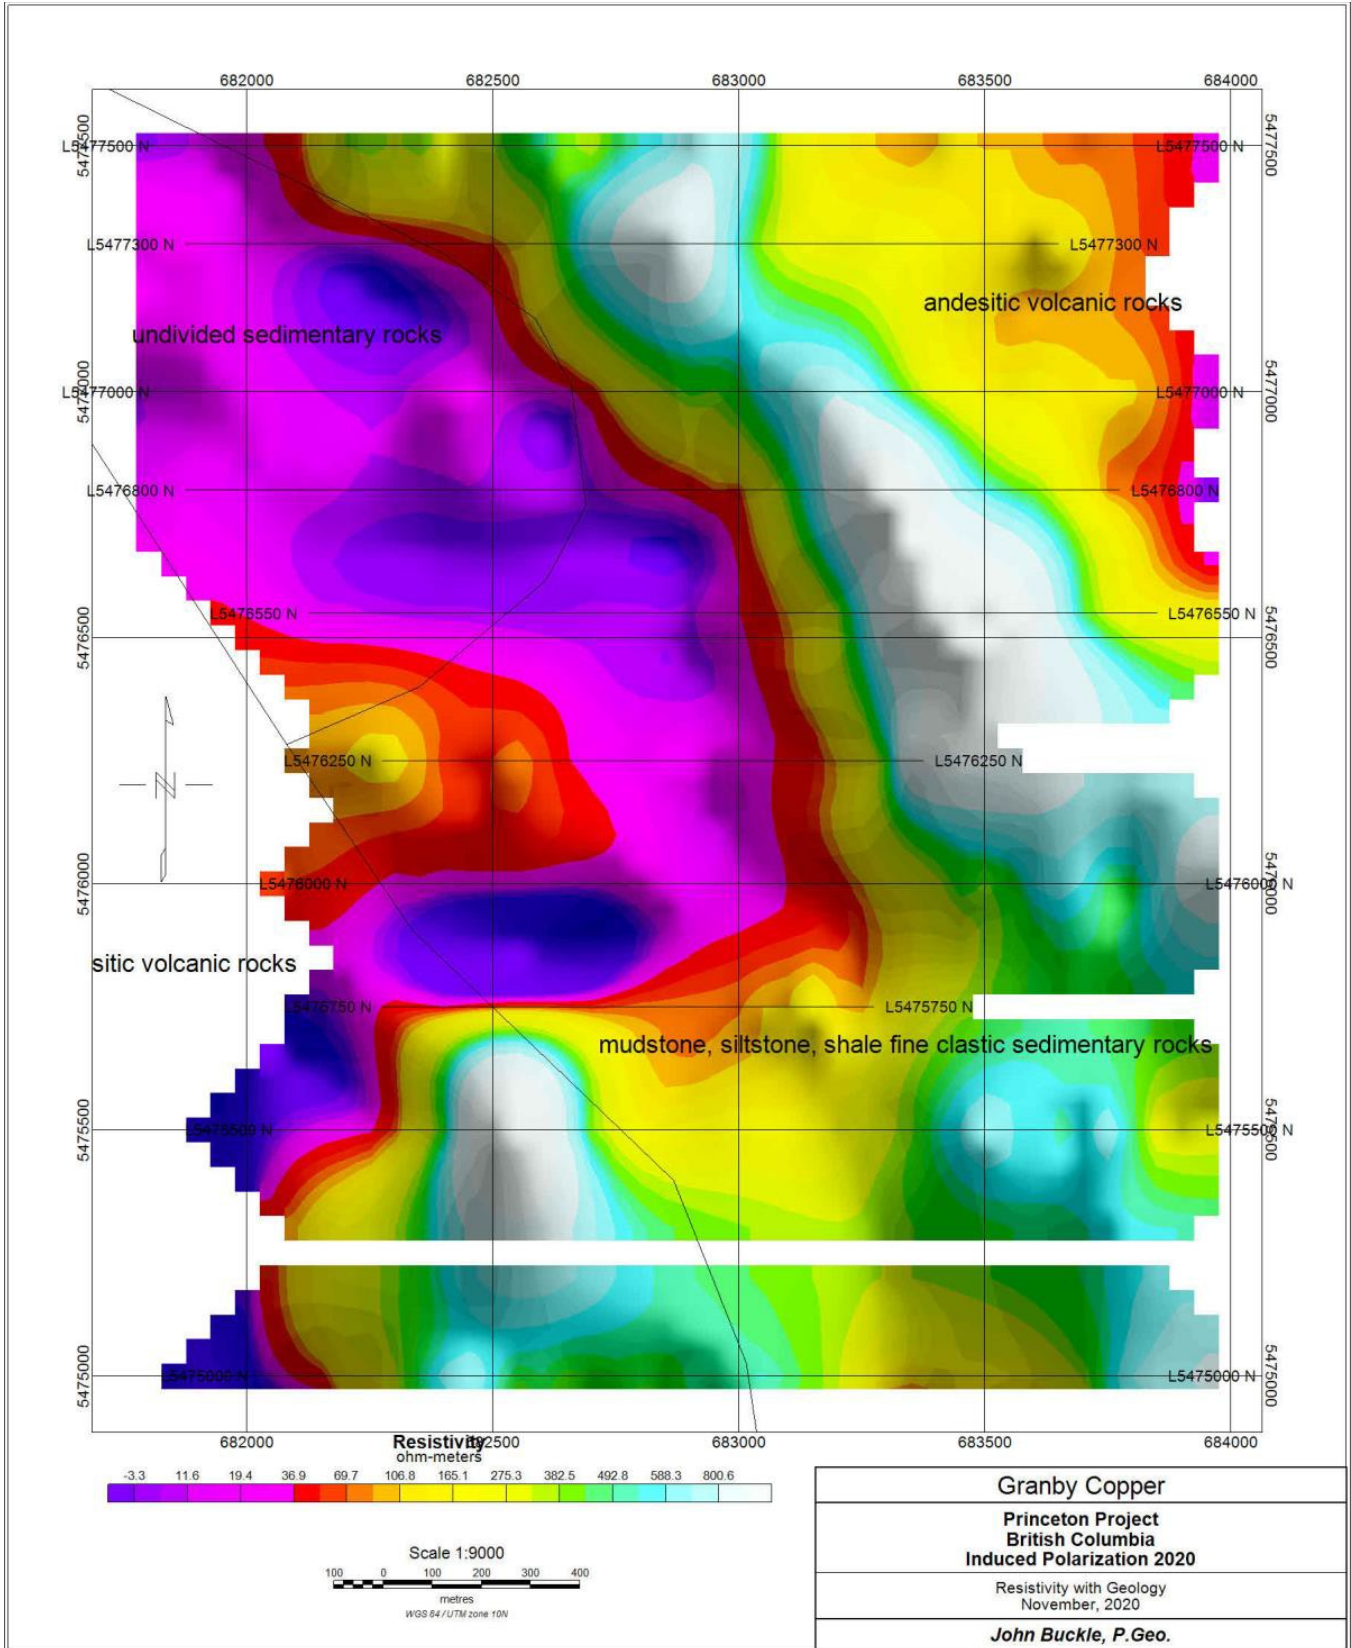 682000 682500 683000 683500 684000
5477500 L5477500 N L5477500 N 5477500
L5477300 N L5477300 N
andesitic volcanic rocks
undivided sedimentary rocks
5477000 L5477000 N L5477000 N 5477000
L5476800 N L5476800 N
L5476550 N L5476550 N
5476500 5476500
L5476250 N L5476250 N
N
5476000 L5476000 N L5476000 N 5476000
sitic volcanic rocks
L5475750 N
mudstone, siltstone, shale fine clastic sedimentary rocks
5475500 L5475500 N 5475500
5475000 L5475000 N L5475000 N 5475000
682000 682500 683000 683500 684000
Resistivity
ohm-meters
-3.3 11.6 19.4 36.9 69.7 106.8 165.1 275.3 382.5 492.8 588.3 800.6
Scale 1:9000
100 0 100 200 300 400
metres
WGS 84 / UTM zone 10N
Granby Copper
Princeton Project
British Columbia
Induced Polarization 2020
Resistivity with Geology
November, 2020
John Buckle, P.Geo.